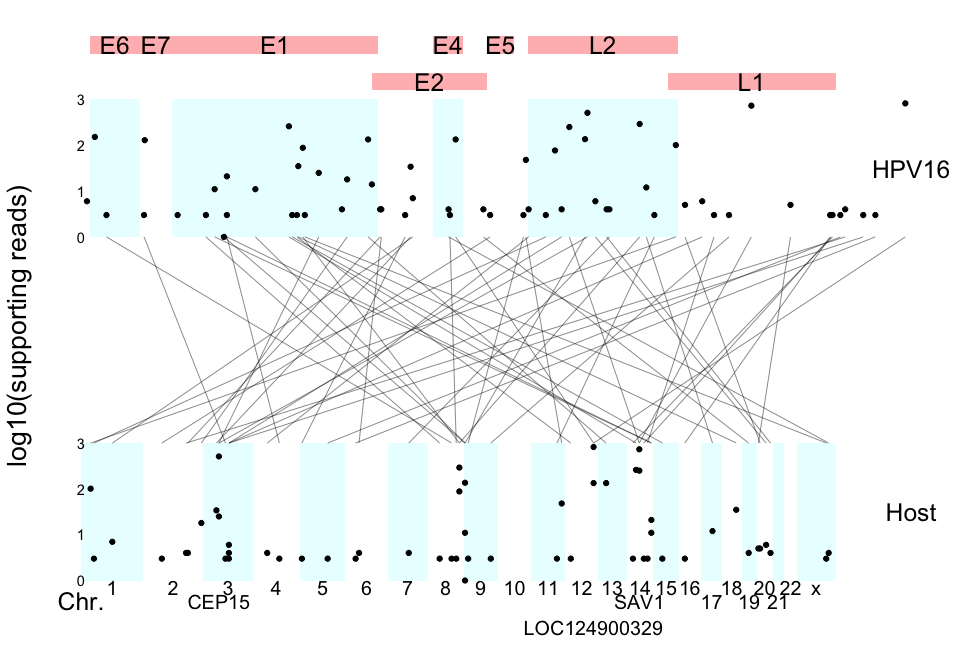 E6 E7 E1 E4 E5 L2
E2 L1
3
2
1
0
HPV16
log10(supporting reads)
3
2
1
0
Host
1 2 3 4 5 6 7 8 9 10 11 12 13 14 15 16 18 20 22 x
Chr. CEP15 SAV1 17 19 21
LOC124900329